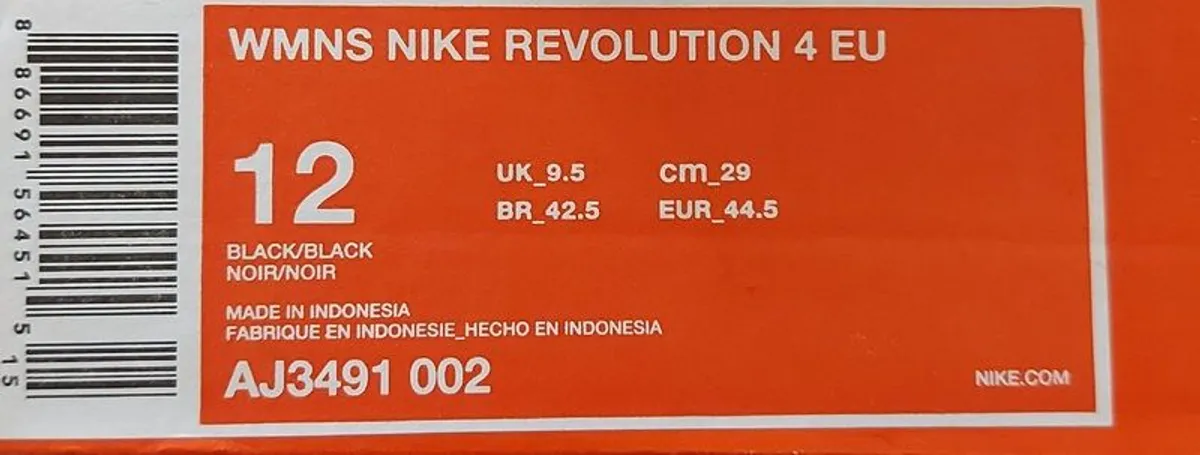 WMNS NIKE REVOLUTION 4 EU
12
UK_9.5 cm_29
BR_42.5 EUR_44.5
BLACK/BLACK
NOIR/NOIR
MADE IN INDONESIA
FABRIQUE EN INDONESIE_HECHO EN INDONESIA
AJ3491 002
NIKE.COM
8 86691 56451 5 15